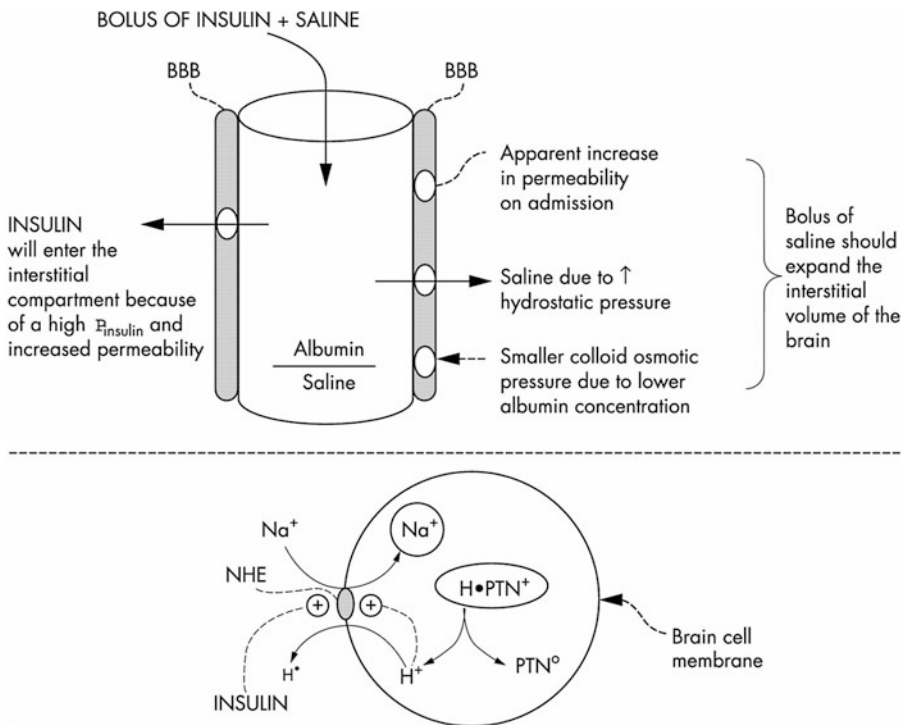 BOLUS OF INSULIN + SALINE
BBB
BBB
Apparent increase
in permeability
on admission
INSULIN
will enter the
interstitial
compartment because
of a high P̲insulin and
increased permeability
Saline due to ↑
hydrostatic pressure
Bolus of
saline should
expand the
interstitial
volume of the
brain
Albumin
Saline
Smaller colloid osmotic
pressure due to lower
albumin concentration
Na⁺
Na⁺
NHE
H•PTN⁺
+
+
Brain cell
membrane
H•
H⁺
PTN⁰
INSULIN